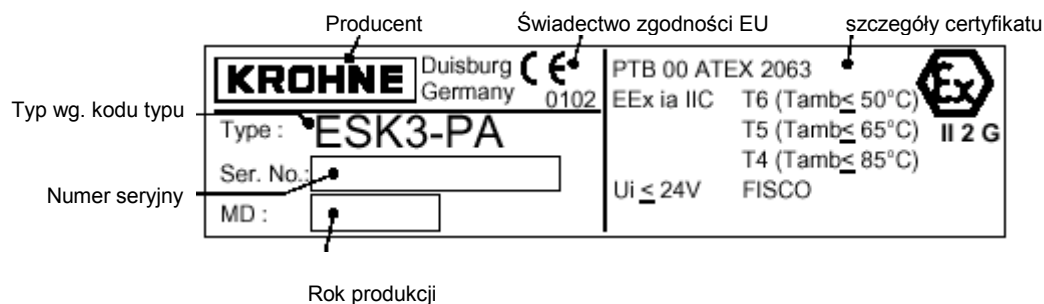 Producent
Świadectwo zgodności EU
szczegóły certyfikatu
KROHNE
Duisburg
Germany
CE
0102
PTB 00 ATEX 2063
Ex
EEx ia IIC T6 (Tamb≤ 50°C)
T5 (Tamb≤ 65°C)
II 2 G
T4 (Tamb≤ 85°C)
Ui ≤ 24V FISCO
Typ wg. kodu typu
Type : ESK3-PA
Ser. No.:
Numer seryjny
MD :
Rok produkcji